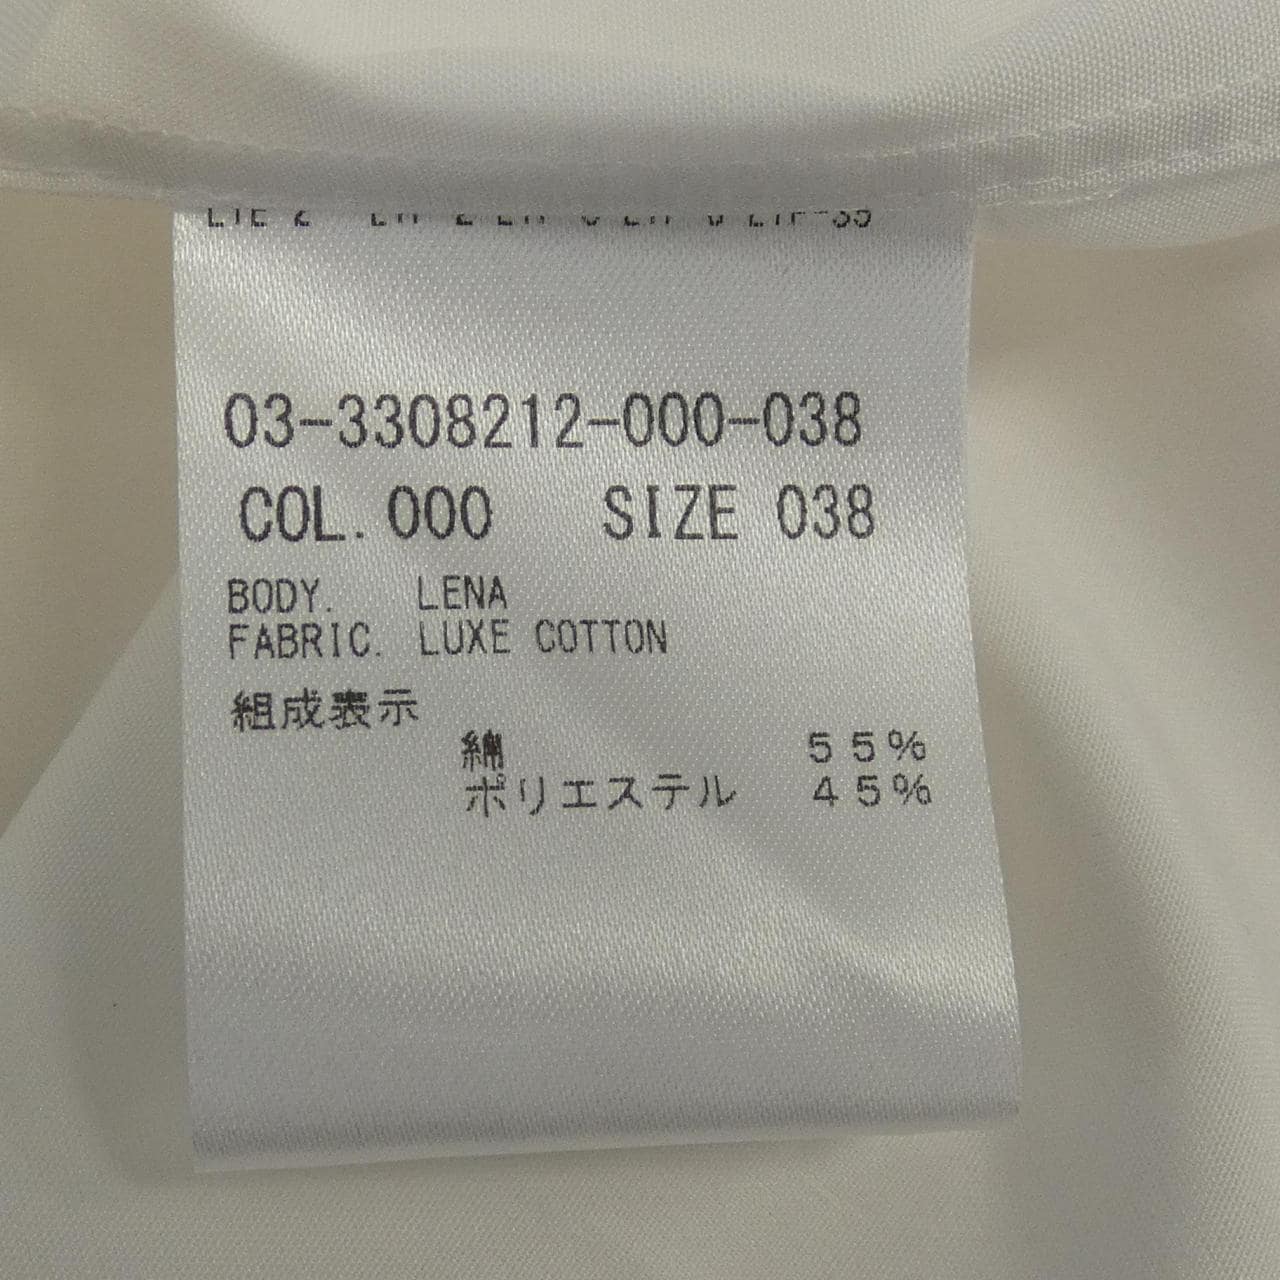 03-3308212-000-038
COL. 000 SIZE 038
BODY. LENA
FABRIC. LUXE COTTON
組成表示
綿 55%
ポリエステル 45%